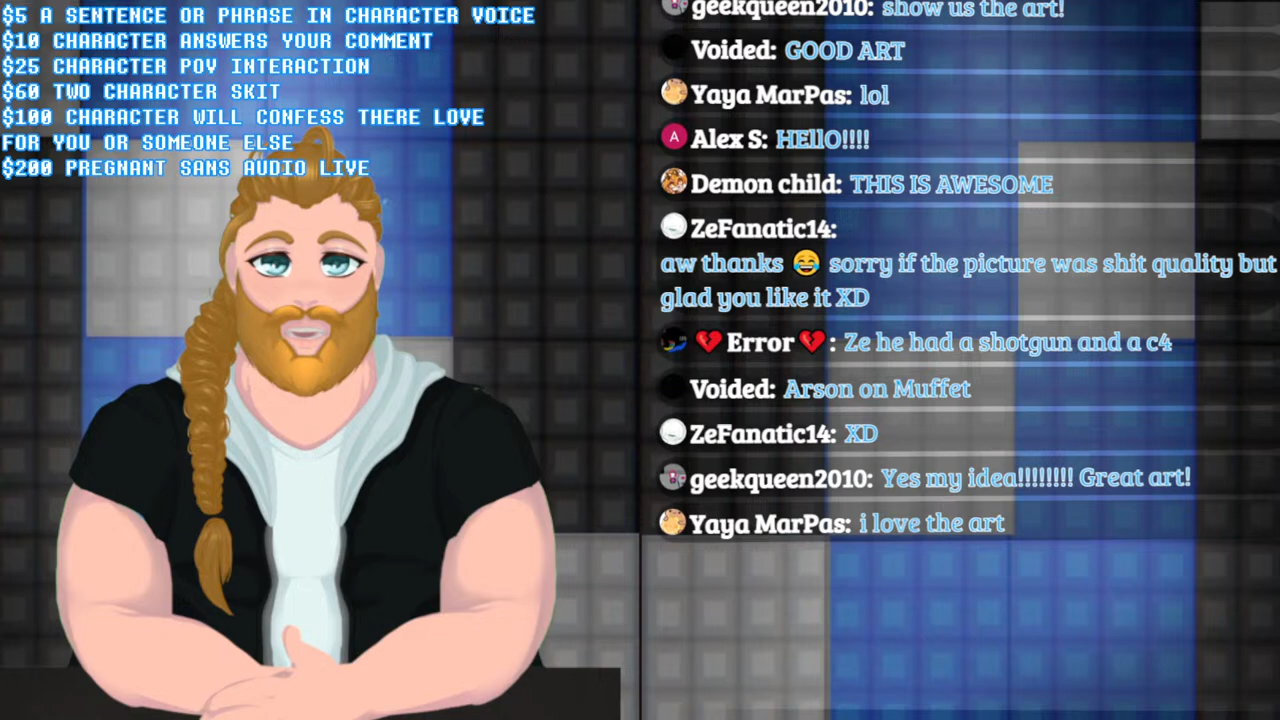 $5 A SENTENCE OR PHRASE IN CHARACTER VOICE
$10 CHARACTER ANSWERS YOUR COMMENT
$25 CHARACTER POV INTERACTION
$60 TWO CHARACTER SKIT
$100 CHARACTER WILL CONFESS THERE LOVE
FOR YOU OR SOMEONE ELSE
$200 PREGNANT SANS AUDIO LIVE
geekqueen2010: show us the art!
Voided: GOOD ART
Yaya MarPas: lol
A Alex S: HEllO!!!!
Demon child: THIS IS AWESOME
ZeFanatic14:
aw thanks 😂 sorry if the picture was shit quality but
glad you like it XD
💔 Error 💔 : Ze he had a shotgun and a c4
Voided: Arson on Muffet
ZeFanatic14: XD
geekqueen2010: Yes my idea!!!!!!!! Great art!
Yaya MarPas: i love the art